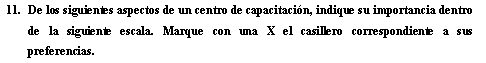 11. De los siguientes aspectos de un centro de capacitación, indique su importancia dentro
de la siguiente escala. Marque con una X el casillero correspondiente a sus
preferencias.